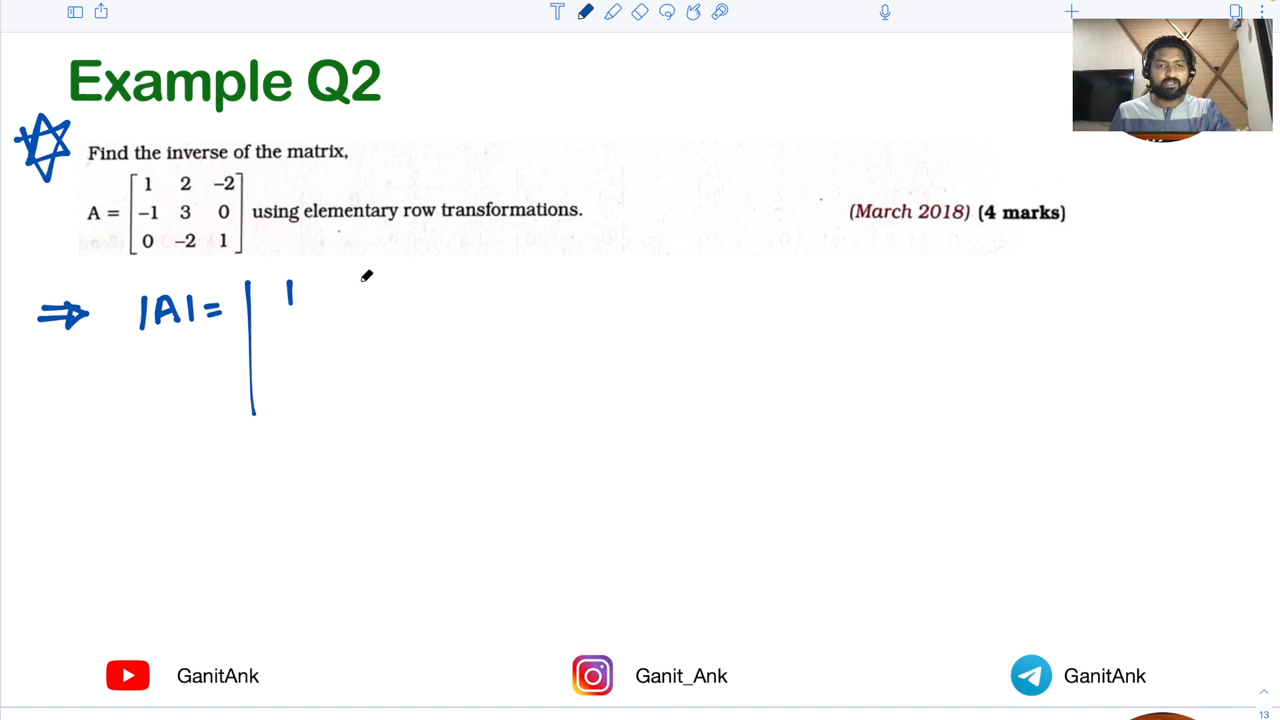 Example Q2
Find the inverse of the matrix,
A = [ 1 2 –2
–1 3 0
0 –2 1 ] using elementary row transformations. (March 2018) (4 marks)
⇒ |A| = | 1
GanitAnk Ganit_Ank GanitAnk
13